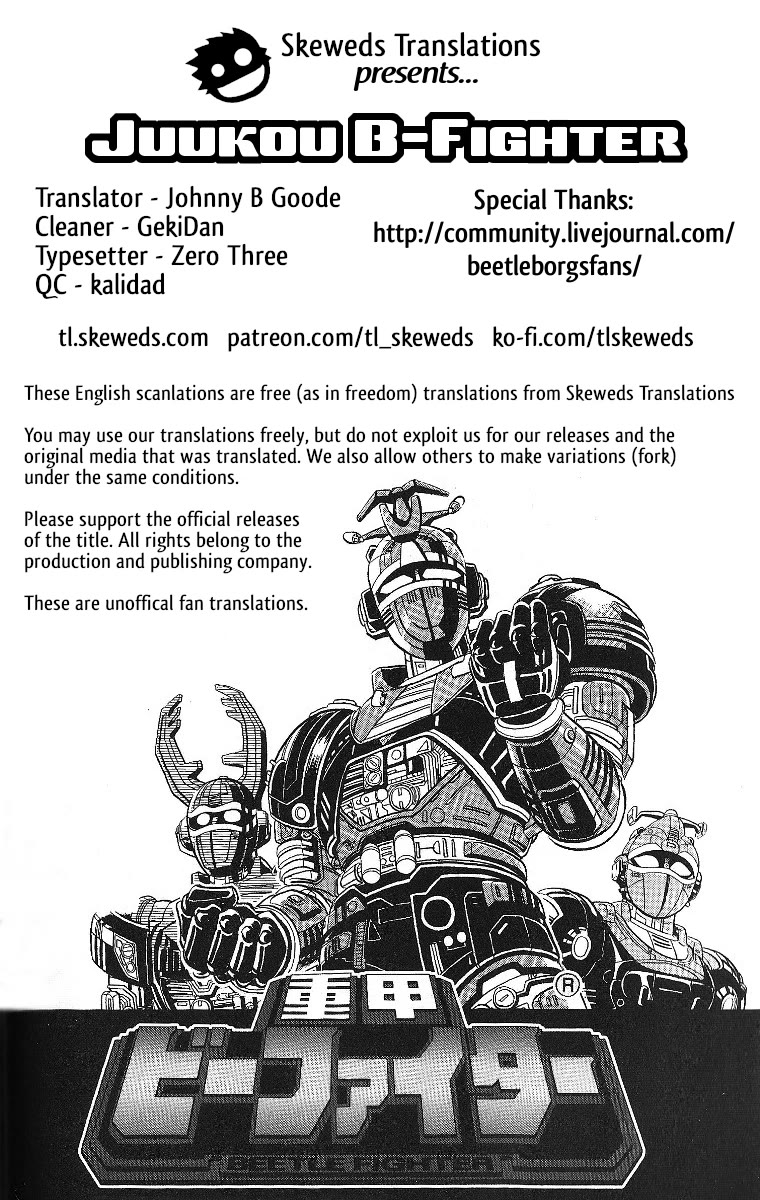 Skeweds Translations
presents...
JUUKOU B-FIGHTER
Translator - Johnny B Goode
Cleaner - GekiDan
Typesetter - Zero Three
QC - kalidad
Special Thanks:
http://community.livejournal.com/
beetleborgsfans/
tl.skeweds.com patreon.com/tl_skeweds ko-fi.com/tlskeweds
These English scanlations are free (as in freedom) translations from Skeweds Translations
You may use our translations freely, but do not exploit us for our releases and the
original media that was translated. We also allow others to make variations (fork)
under the same conditions.
Please support the official releases
of the title. All rights belong to the
production and publishing company.
These are unoffical fan translations.
®
重甲
ビーファイター
BEETLE FIGHTER